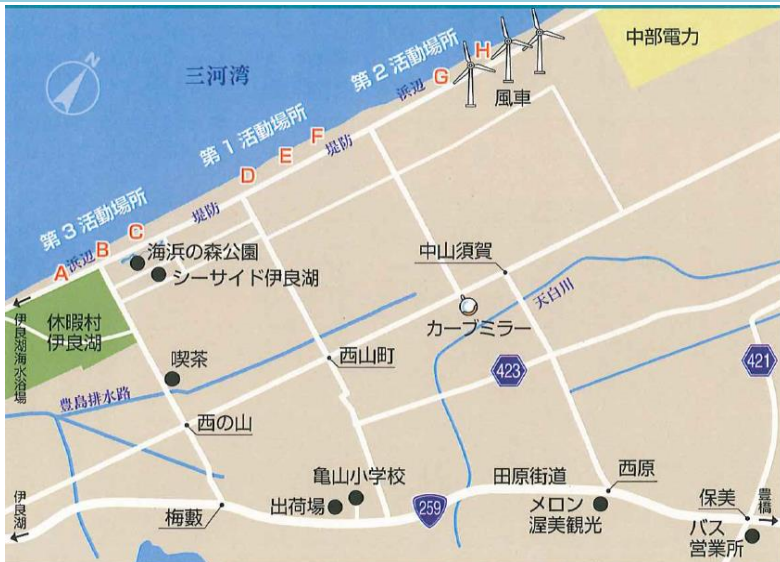 N
三河湾
中部電力
第2活動場所
浜辺
G
H
風車
第1活動場所
D
E
F
堤防
堤防
第3活動場所
浜辺
A
B
C
海浜の森公園
シーサイド伊良湖
中山須賀
天白川
カーブミラー
休暇村
伊良湖
伊良湖海水浴場
喫茶
西山町
423
421
豊島排水路
西の山
亀山小学校
出荷場
田原街道
西原
259
メロン
渥美観光
保美
豊橋
バス
営業所
梅藪
伊良湖